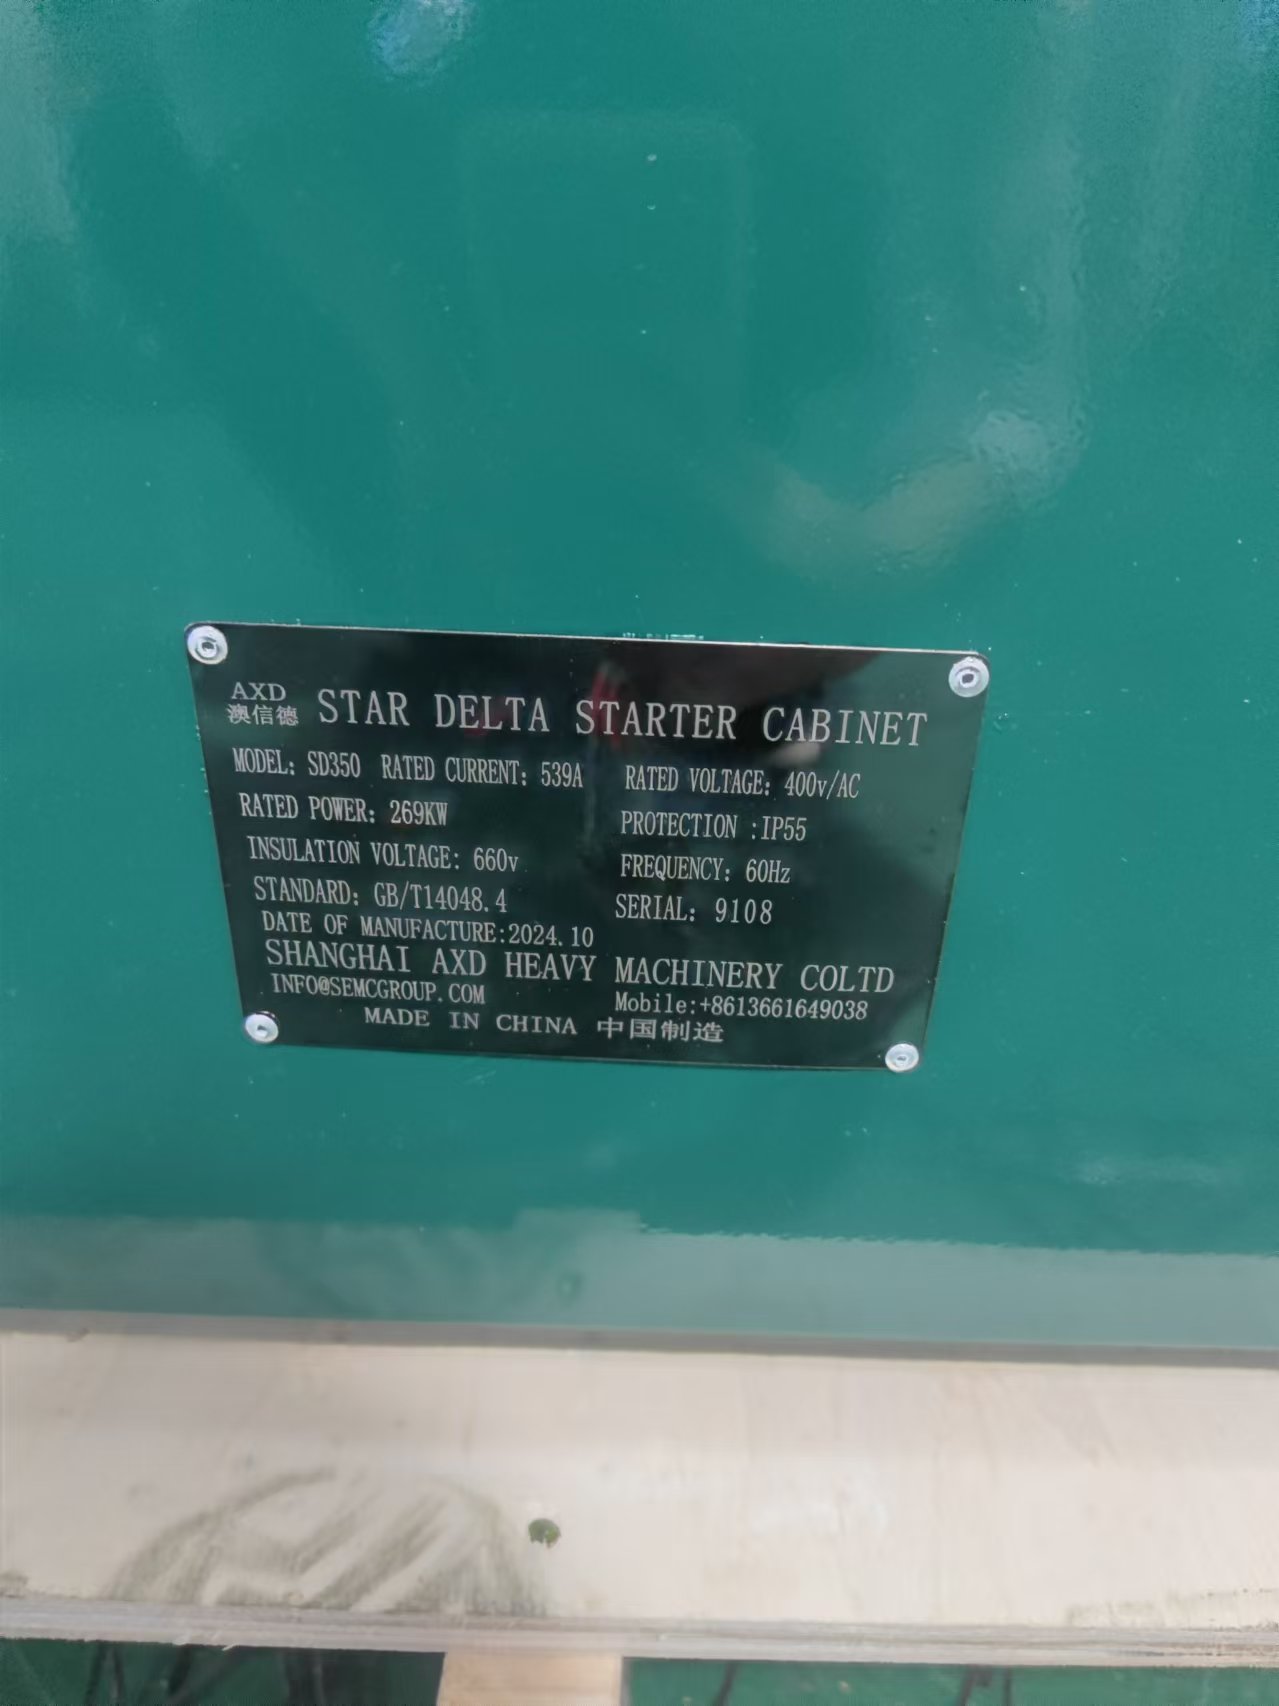 AXD
澳信德 STAR DELTA STARTER CABINET
MODEL: SD350 RATED CURRENT: 539A RATED VOLTAGE: 400v/AC
RATED POWER: 269KW PROTECTION :IP55
INSULATION VOLTAGE: 660v FREQUENCY: 60Hz
STANDARD: GB/T14048.4 SERIAL: 9108
DATE OF MANUFACTURE:2024.10
SHANGHAI AXD HEAVY MACHINERY COLTD
INFO@SEMCGROUP.COM Mobile:+8613661649038
MADE IN CHINA 中国制造